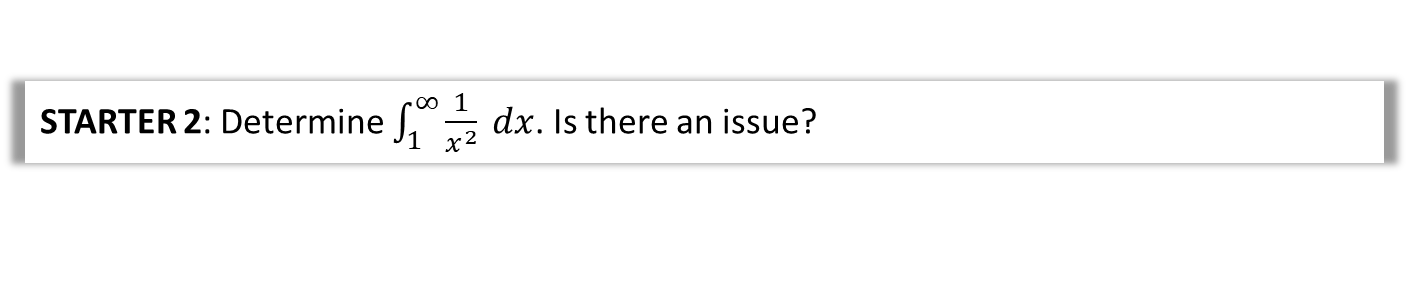 STARTER 2: Determine ∫₁^∞ 1/x² dx. Is there an issue?